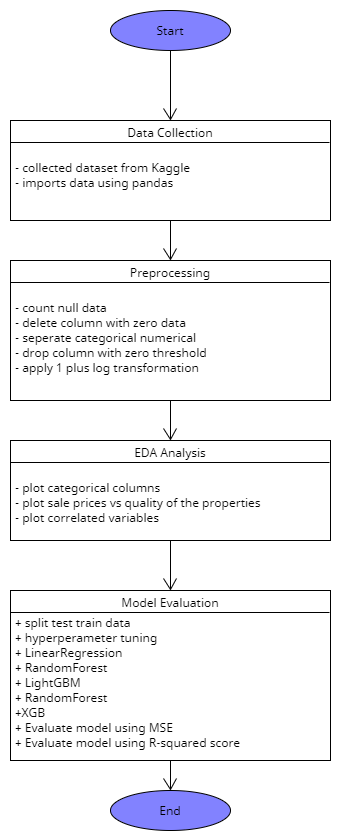 Start
Data Collection
- collected dataset from Kaggle
- imports data using pandas
Preprocessing
- count null data
- delete column with zero data
- seperate categorical numerical
- drop column with zero threshold
- apply 1 plus log transformation
EDA Analysis
- plot categorical columns
- plot sale prices vs quality of the properties
- plot correlated variables
Model Evaluation
+ split test train data
+ hyperperameter tuning
+ LinearRegression
+ RandomForest
+ LightGBM
+ RandomForest
+XGB
+ Evaluate model using MSE
+ Evaluate model using R-squared score
End